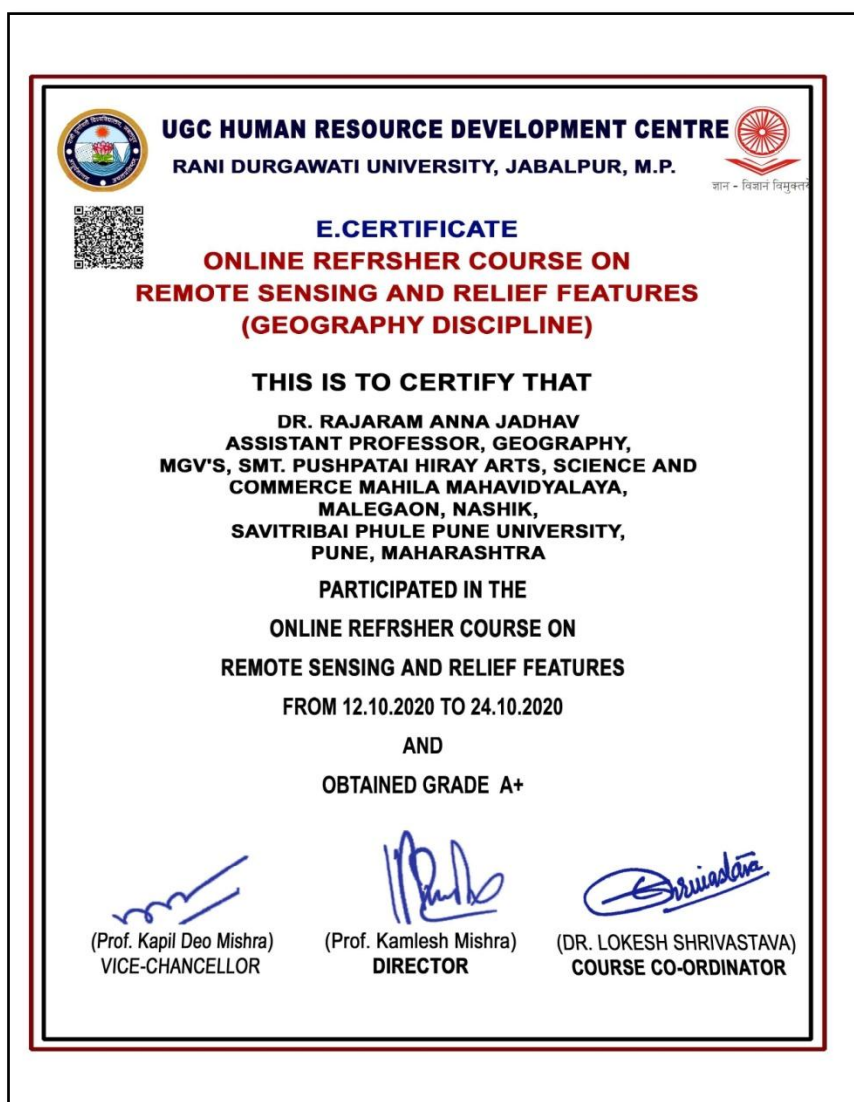 UGC HUMAN RESOURCE DEVELOPMENT CENTRE
RANI DURGAWATI UNIVERSITY, JABALPUR, M.P.
ज्ञान - विज्ञानं विमुक्तये
E.CERTIFICATE
ONLINE REFRSHER COURSE ON
REMOTE SENSING AND RELIEF FEATURES
(GEOGRAPHY DISCIPLINE)
THIS IS TO CERTIFY THAT
DR. RAJARAM ANNA JADHAV
ASSISTANT PROFESSOR, GEOGRAPHY,
MGV'S, SMT. PUSHPATAI HIRAY ARTS, SCIENCE AND
COMMERCE MAHILA MAHAVIDYALAYA,
MALEGAON, NASHIK,
SAVITRIBAI PHULE PUNE UNIVERSITY,
PUNE, MAHARASHTRA
PARTICIPATED IN THE
ONLINE REFRSHER COURSE ON
REMOTE SENSING AND RELIEF FEATURES
FROM 12.10.2020 TO 24.10.2020
AND
OBTAINED GRADE A+
Shrivastava
(Prof. Kapil Deo Mishra) (Prof. Kamlesh Mishra) (DR. LOKESH SHRIVASTAVA)
VICE-CHANCELLOR DIRECTOR COURSE CO-ORDINATOR